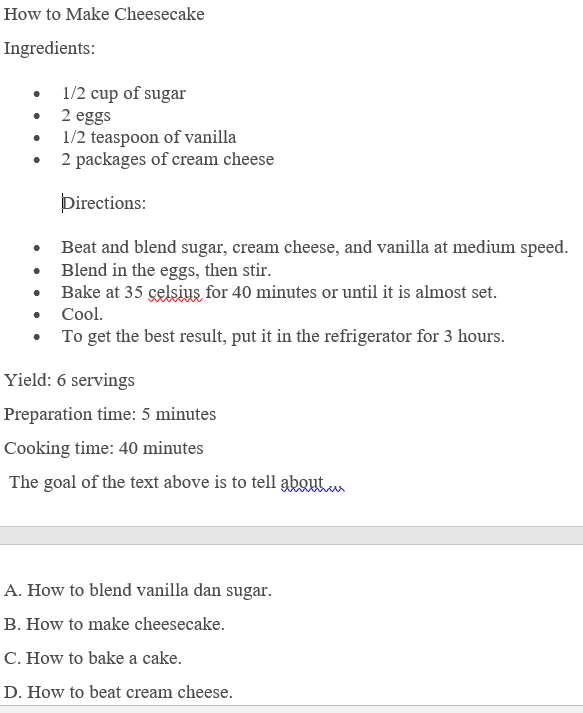 How to Make Cheesecake
Ingredients:
• 1/2 cup of sugar
• 2 eggs
• 1/2 teaspoon of vanilla
• 2 packages of cream cheese
Directions:
• Beat and blend sugar, cream cheese, and vanilla at medium speed.
• Blend in the eggs, then stir.
• Bake at 35 celsius for 40 minutes or until it is almost set.
• Cool.
• To get the best result, put it in the refrigerator for 3 hours.
Yield: 6 servings
Preparation time: 5 minutes
Cooking time: 40 minutes
The goal of the text above is to tell about ...
A. How to blend vanilla dan sugar.
B. How to make cheesecake.
C. How to bake a cake.
D. How to beat cream cheese.